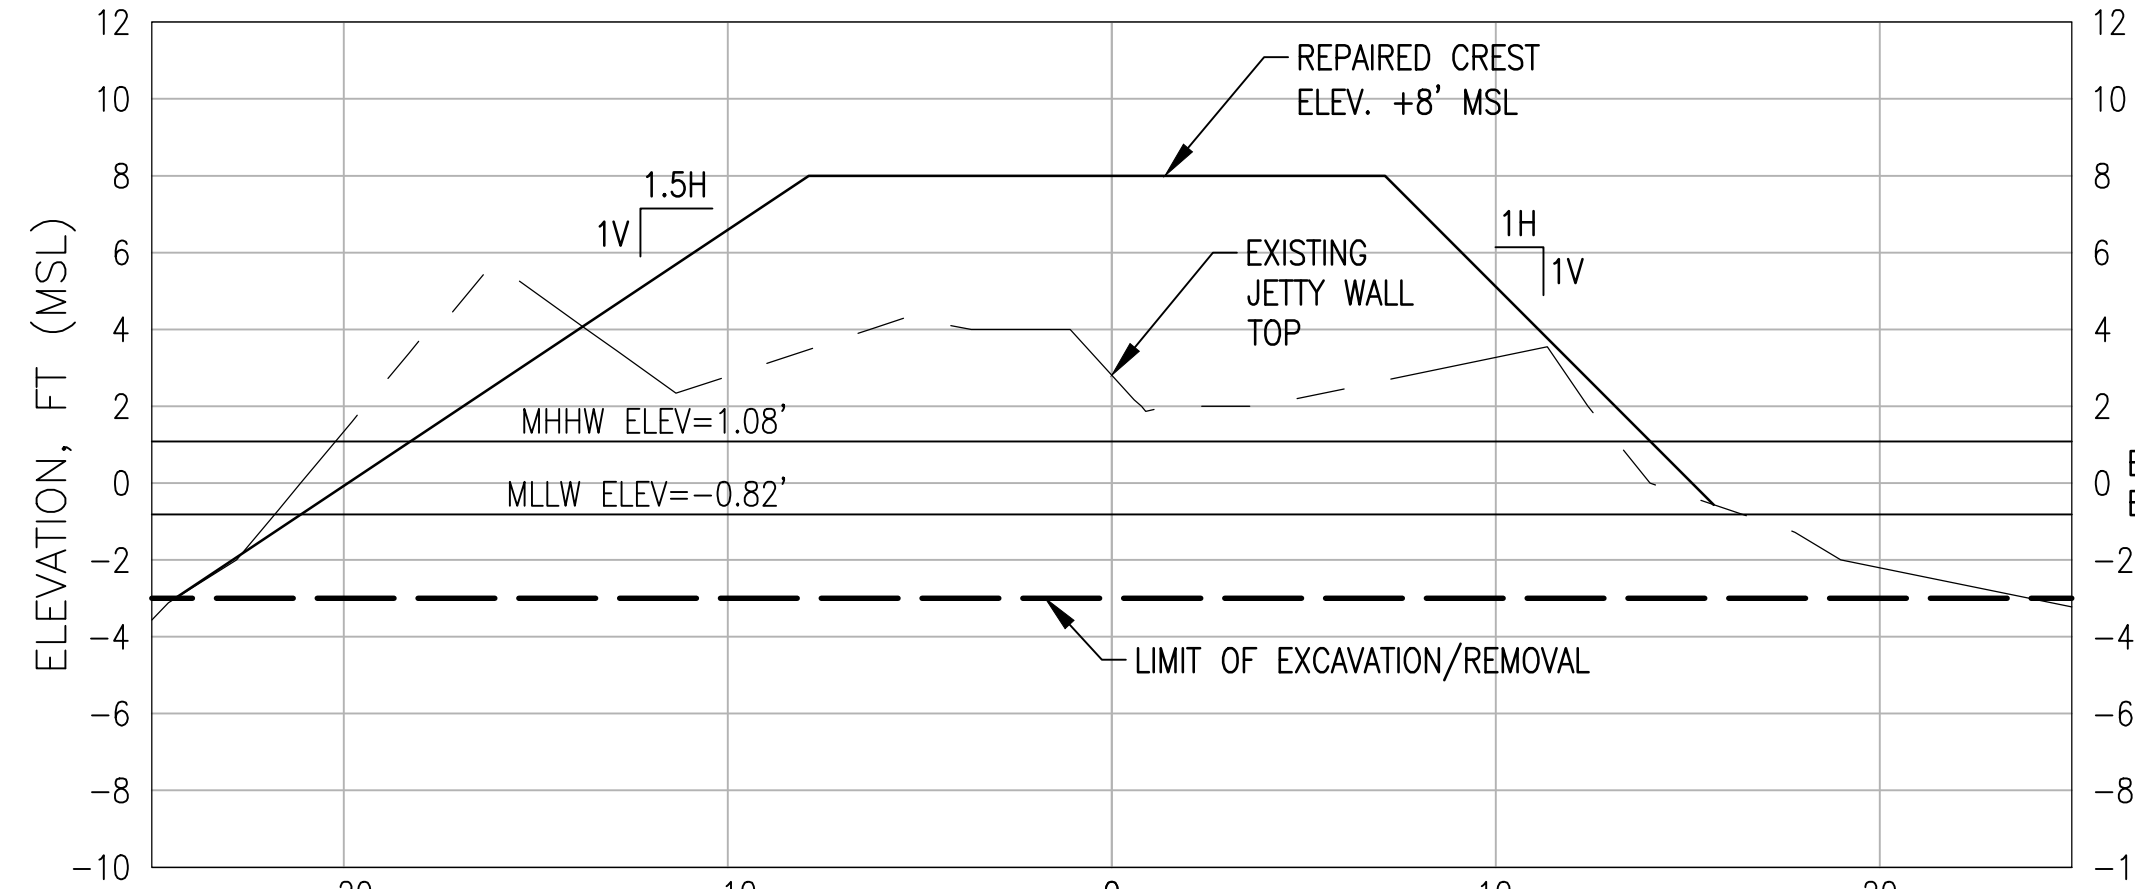 12
12
REPAIRED CREST
ELEV. +8' MSL
10
10
8
8
1.5H
1V
1H
1V
6
6
EXISTING
JETTY WALL
TOP
4
4
2
2
MHHW ELEV=1.08'
0
0
MLLW ELEV=-0.82'
-2
-2
-4
-4
LIMIT OF EXCAVATION/REMOVAL
-6
-6
-8
-8
-10
-1
ELEVATION, FT (MSL)
0